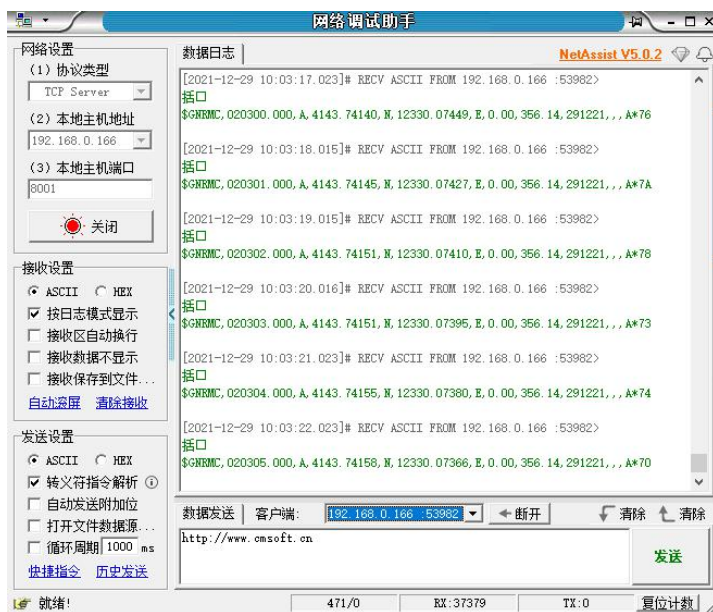 网络调试助手
网络设置
(1) 协议类型
TCP Server
(2) 本地主机地址
192.168.0.166
(3) 本地主机端口
8001
关闭
接收设置
ASCII HEX
按日志模式显示
接收区自动换行
接收数据不显示
接收保存到文件...
自动滚屏 清除接收
发送设置
ASCII HEX
转义符指令解析
自动发送附加位
打开文件数据源...
循环周期 1000 ms
快捷指令 历史发送
数据日志
NetAssist V5.0.2
[2021-12-29 10:03:17.023]# RECV ASCII FROM 192.168.0.166 :53982>
括口
$GNRMC,020300.000,A,4143.74140,N,12330.07449,E,0.00,356.14,291221,,,A*76
[2021-12-29 10:03:18.015]# RECV ASCII FROM 192.168.0.166 :53982>
括口
$GNRMC,020301.000,A,4143.74145,N,12330.07427,E,0.00,356.14,291221,,,A*7A
[2021-12-29 10:03:19.015]# RECV ASCII FROM 192.168.0.166 :53982>
括口
$GNRMC,020302.000,A,4143.74151,N,12330.07410,E,0.00,356.14,291221,,,A*78
[2021-12-29 10:03:20.016]# RECV ASCII FROM 192.168.0.166 :53982>
括口
$GNRMC,020303.000,A,4143.74151,N,12330.07395,E,0.00,356.14,291221,,,A*73
[2021-12-29 10:03:21.023]# RECV ASCII FROM 192.168.0.166 :53982>
括口
$GNRMC,020304.000,A,4143.74155,N,12330.07380,E,0.00,356.14,291221,,,A*74
[2021-12-29 10:03:22.023]# RECV ASCII FROM 192.168.0.166 :53982>
括口
$GNRMC,020305.000,A,4143.74158,N,12330.07366,E,0.00,356.14,291221,,,A*70
数据发送 客户端: 192.168.0.166 :53982 断开 清除 清除
http://www.cmsoft.cn
发送
就绪! 471/0 RX:37379 TX:0 复位计数